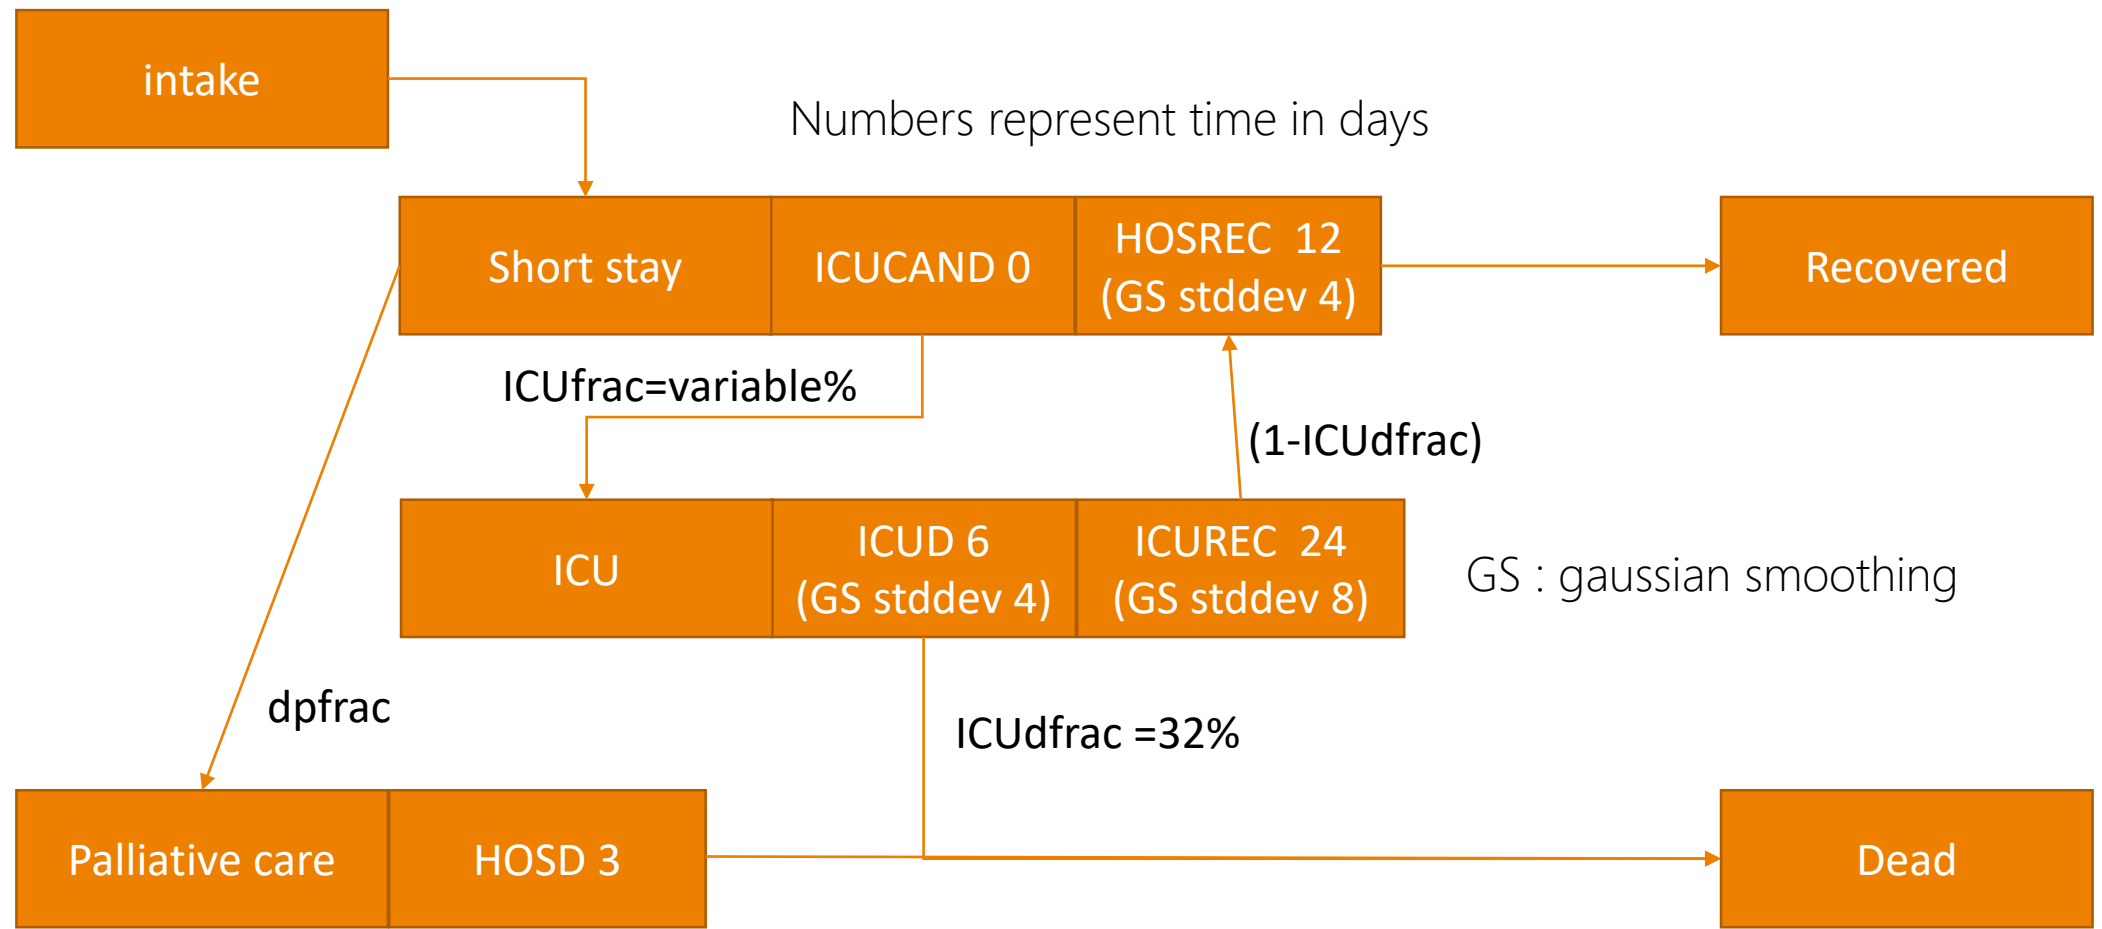 intake
Numbers represent time in days
Short stay
ICUCAND 0
HOSREC  12
(GS stddev 4)
Recovered
ICUfrac=variable%
(1-ICUdfrac)
ICU
ICUD 6
(GS stddev 4)
ICUREC  24
(GS stddev 8)
GS : gaussian smoothing
dpfrac
ICUdfrac =32%
Palliative care
HOSD 3
Dead